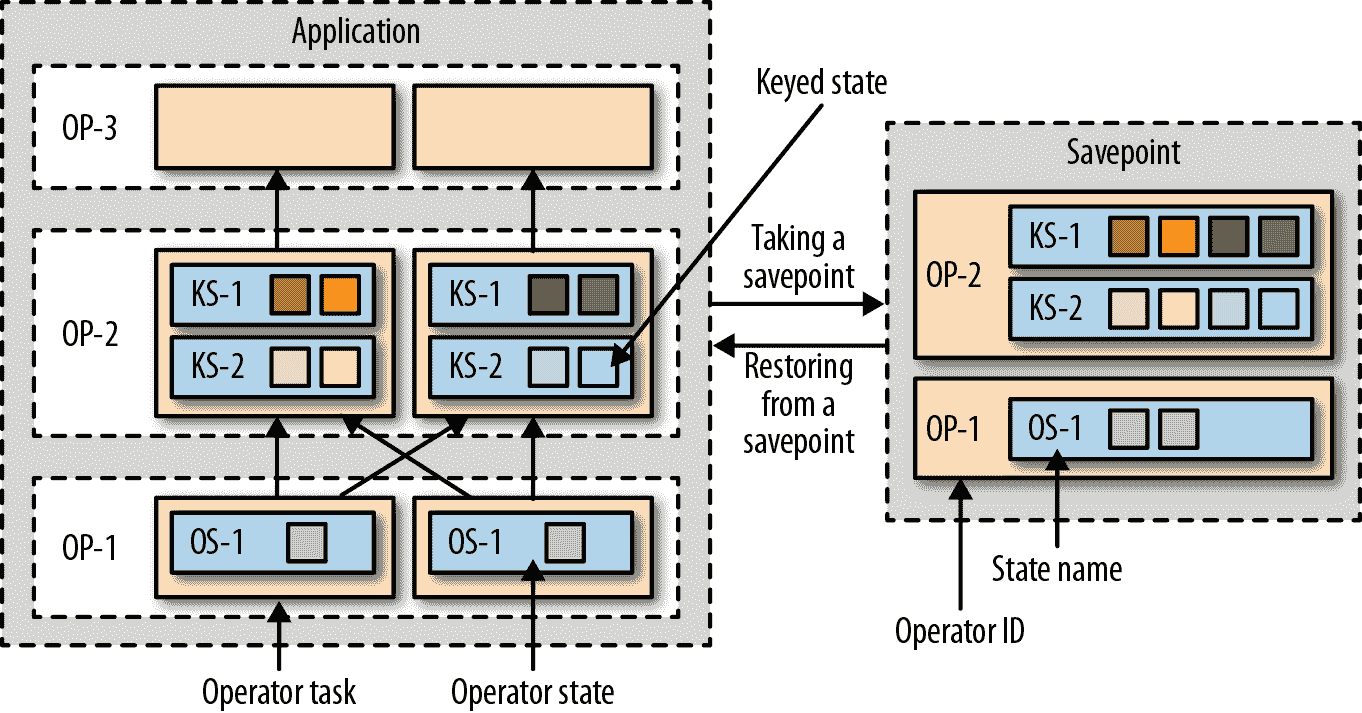 Application
OP-3
OP-2
KS-1
KS-1
KS-2
KS-2
OP-1
OS-1
OS-1
Operator task
Operator state
Keyed state
Taking a
savepoint
Restoring
from a
savepoint
Savepoint
OP-2
KS-1
KS-2
OP-1
OS-1
State name
Operator ID